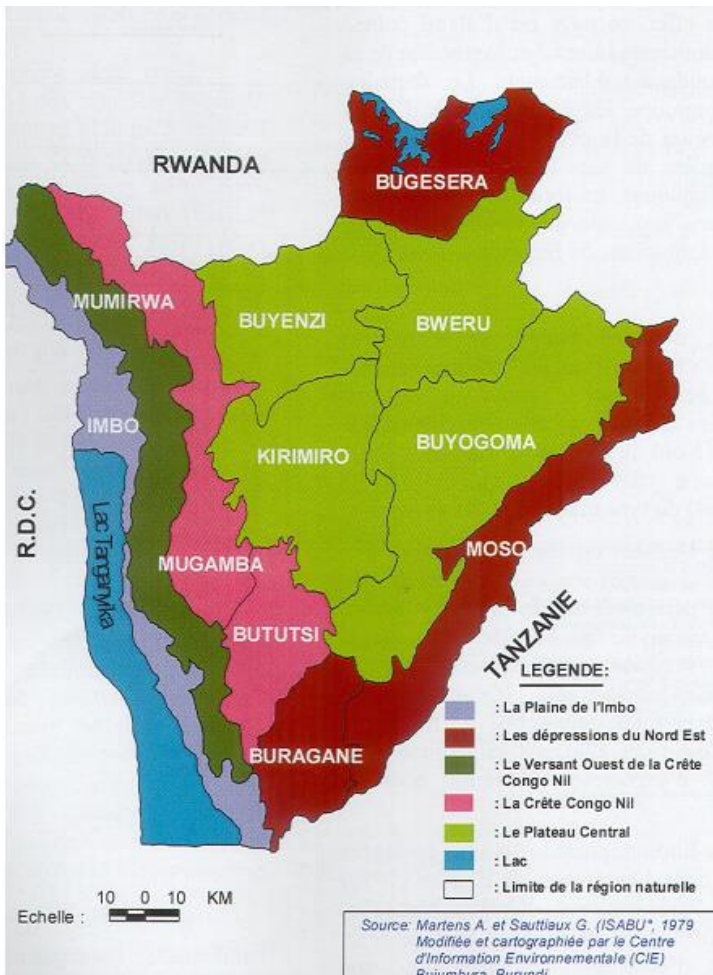 RWANDA
BUGESERA
MUMIRWA
BUYENZI
BWERU
IMBO
KIRIMIRO
BUYOGOMA
R.D.C.
Lac Tanganyika
MUGAMBA
MOSO
BUTUTSI
TANZANIE
BURAGANE
LEGENDE:
: La Plaine de l'Imbo
: Les dépressions du Nord Est
: Le Versant Ouest de la Crête
Congo Nil
: La Crête Congo Nil
: Le Plateau Central
: Lac
: Limite de la région naturelle
10 0 10 KM
Echelle :
Source: Martens A. et Sauttiaux G. (ISABU*, 1979
Modifiée et cartographiée par le Centre
d'Information Environnementale (CIE)
Bujumbura, Burundi